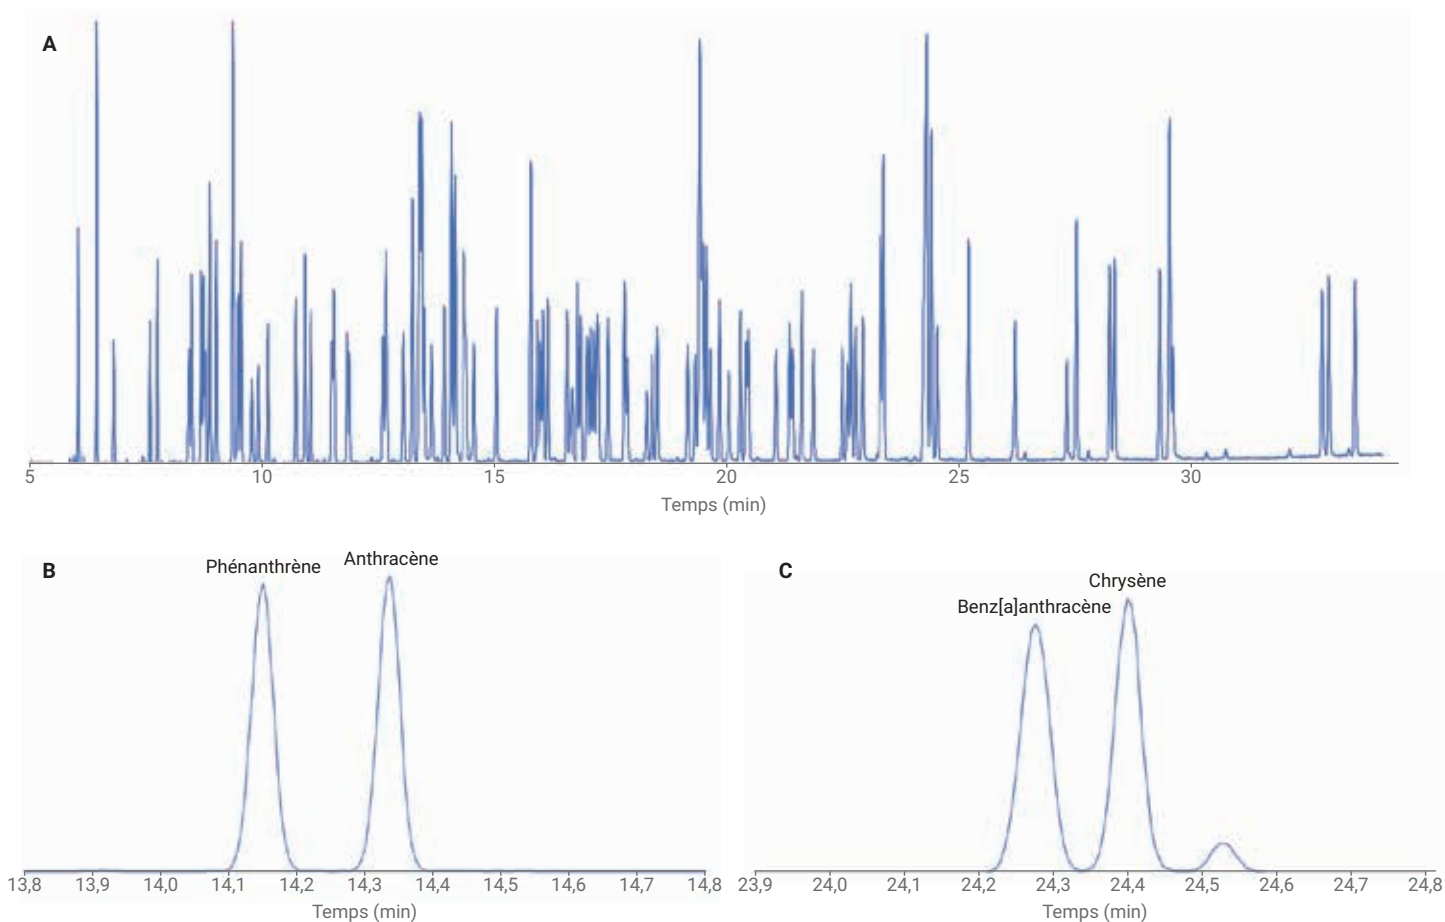 A
5 10 15 20 25 30
Temps (min)
B
Phénanthrène
Anthracène
13,8 13,9 14,0 14,1 14,2 14,3 14,4 14,5 14,6 14,7 14,8
Temps (min)
C
Chrysène
Benz[a]anthracène
23,9 24,0 24,1 24,2 24,3 24,4 24,5 24,6 24,7 24,8
Temps (min)